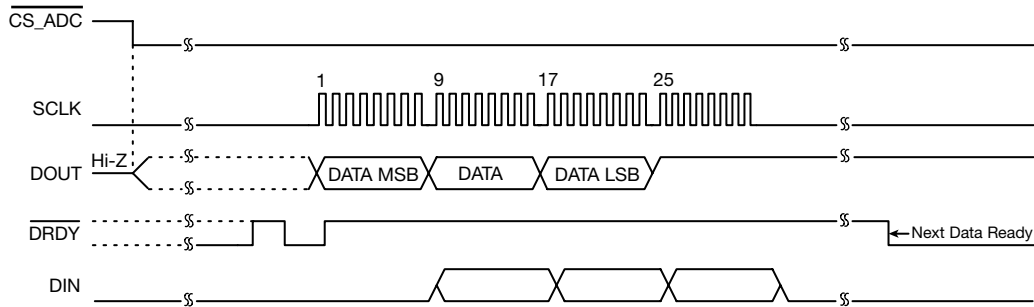 CS_ADC
1 9 17 25
SCLK
Hi-Z
DOUT
DATA MSB DATA DATA LSB
DRDY
Next Data Ready
DIN